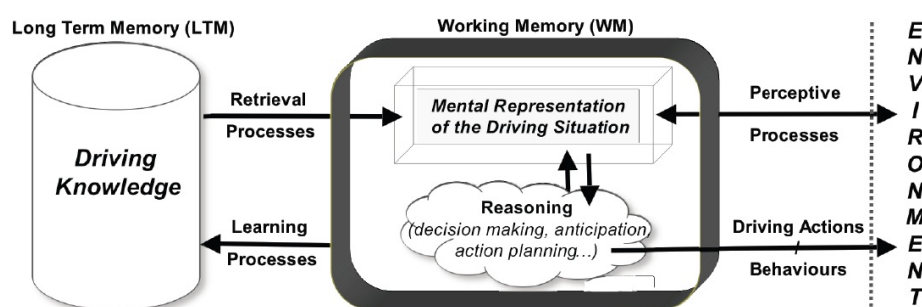 Long Term Memory (LTM)
Working Memory (WM)
Driving
Knowledge
Retrieval
Processes
Learning
Processes
Mental Representation
of the Driving Situation
Reasoning
(decision making, anticipation
action planning...)
Perceptive
Processes
Driving Actions
/
Behaviours
ENVIRONMENT